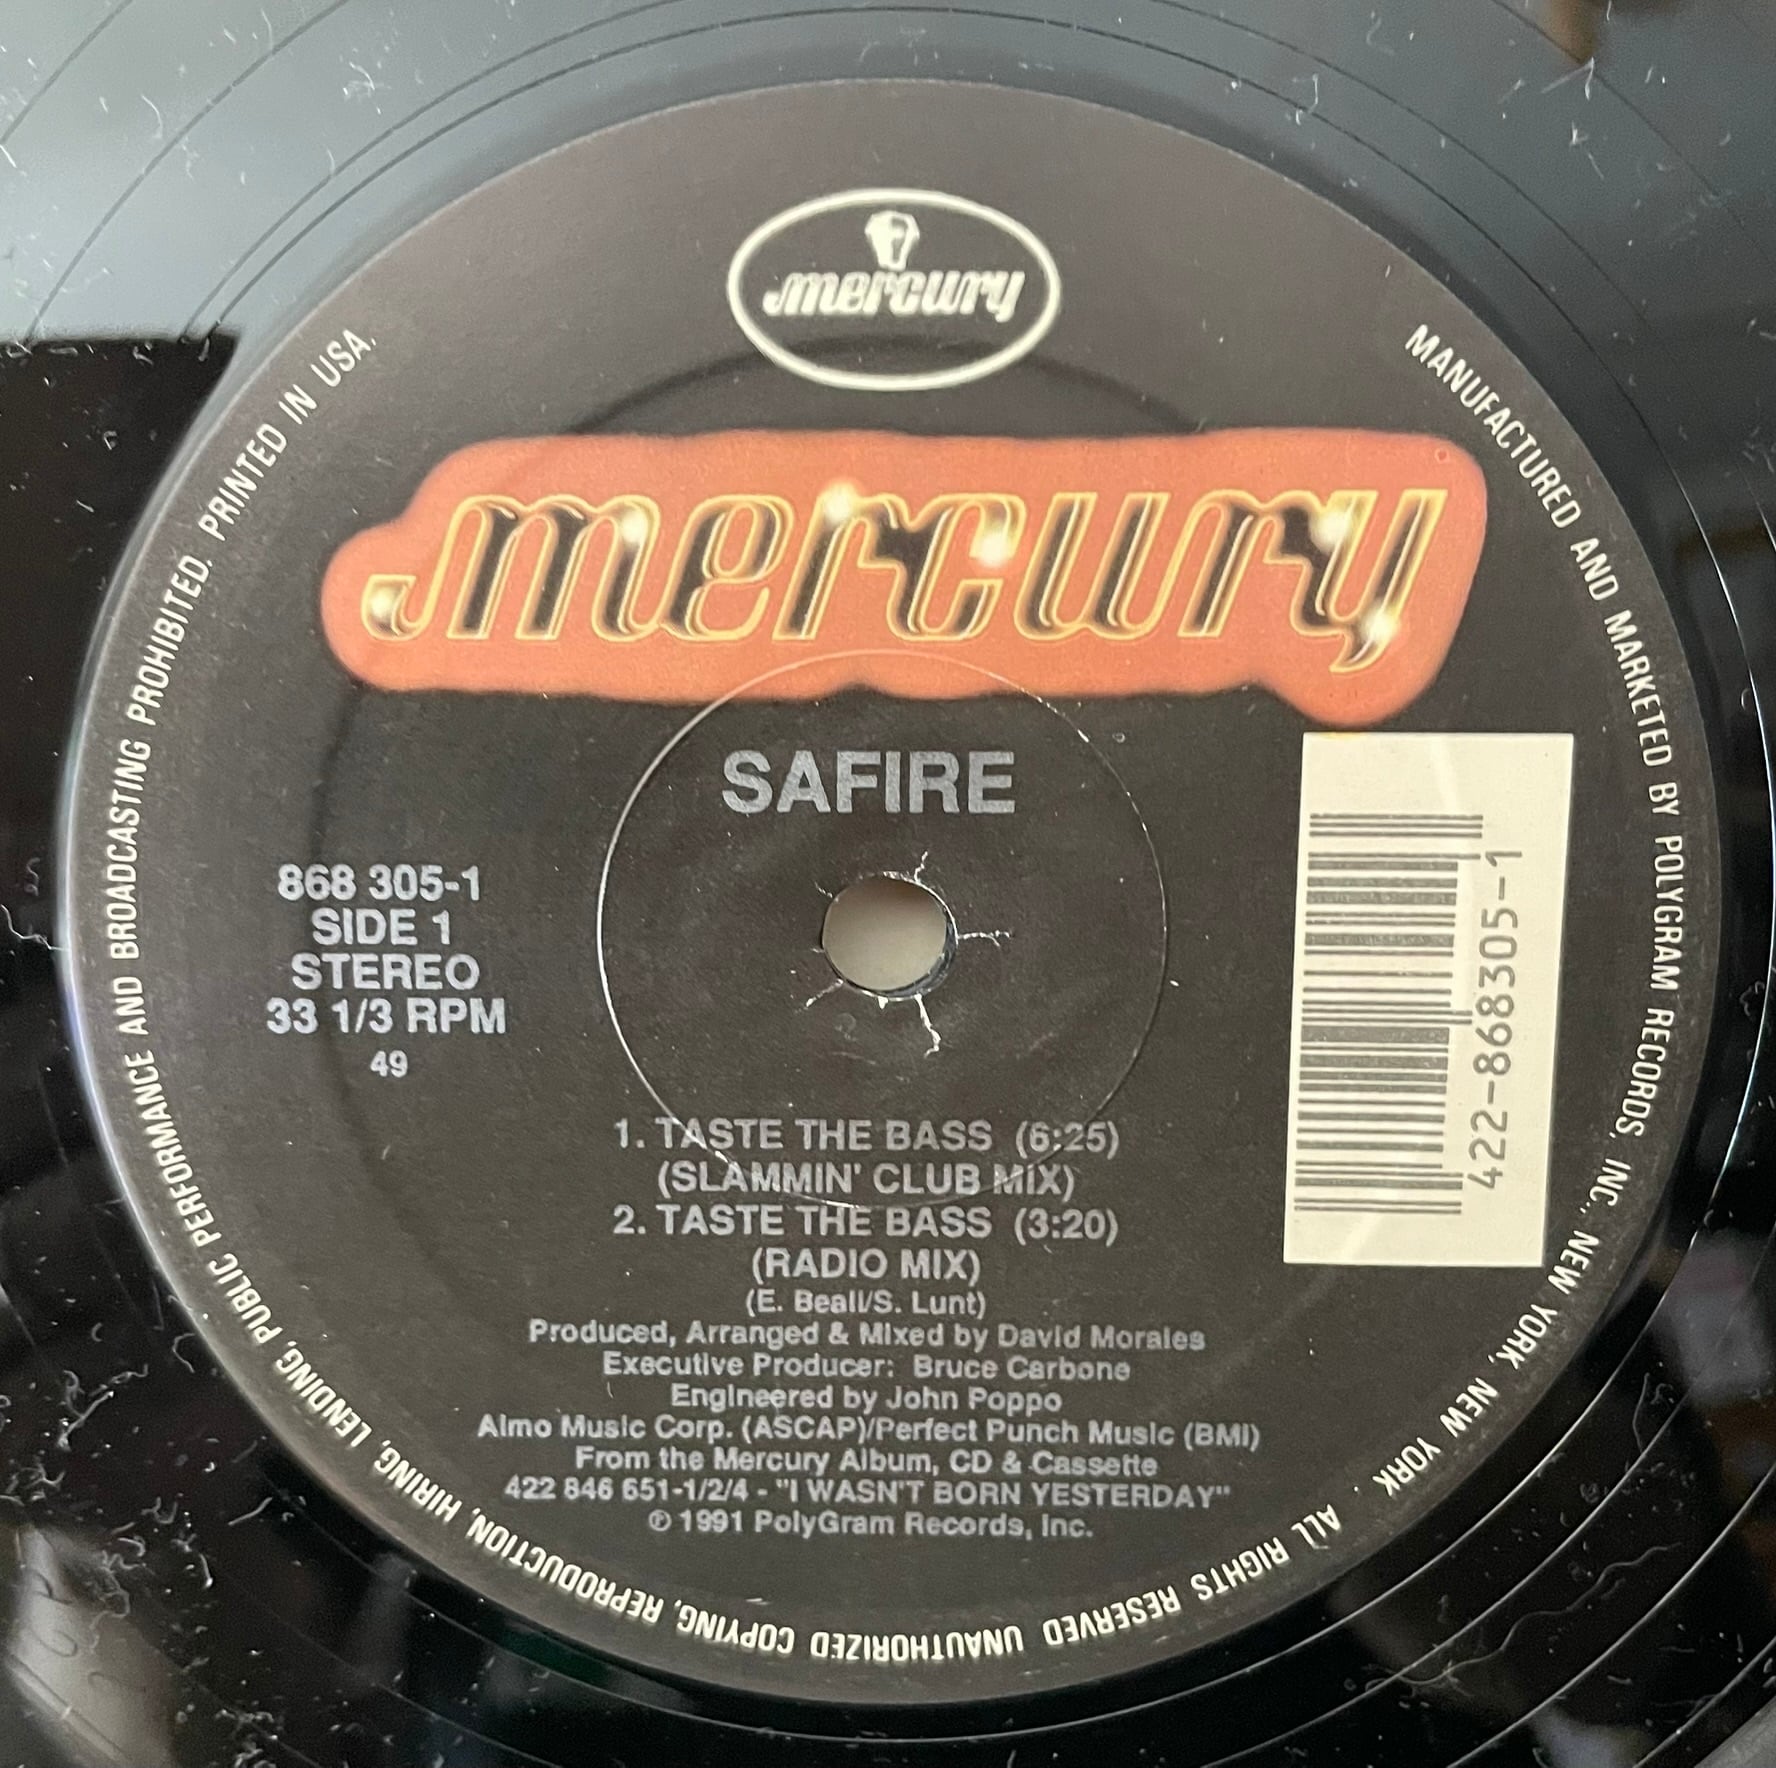 mercury
mercury
SAFIRE
868 305-1
SIDE 1
STEREO
33 1/3 RPM
49
422-868305-1
1. TASTE THE BASS (6:25)
(SLAMMIN' CLUB MIX)
2. TASTE THE BASS (3:20)
(RADIO MIX)
(E. Beall/S. Lunt)
Produced, Arranged & Mixed by David Morales
Executive Producer: Bruce Carbone
Engineered by John Poppo
Almo Music Corp. (ASCAP)/Perfect Punch Music (BMI)
From the Mercury Album, CD & Cassette
422 846 651-1/2/4 - "I WASN'T BORN YESTERDAY"
℗ 1991 PolyGram Records, Inc.
MANUFACTURED AND MARKETED BY POLYGRAM RECORDS, INC., NEW YORK, NEW YORK . ALL RIGHTS RESERVED UNAUTHORIZED COPYING, REPRODUCTION, HIRING, LENDING, PUBLIC PERFORMANCE AND BROADCASTING PROHIBITED. PRINTED IN USA.